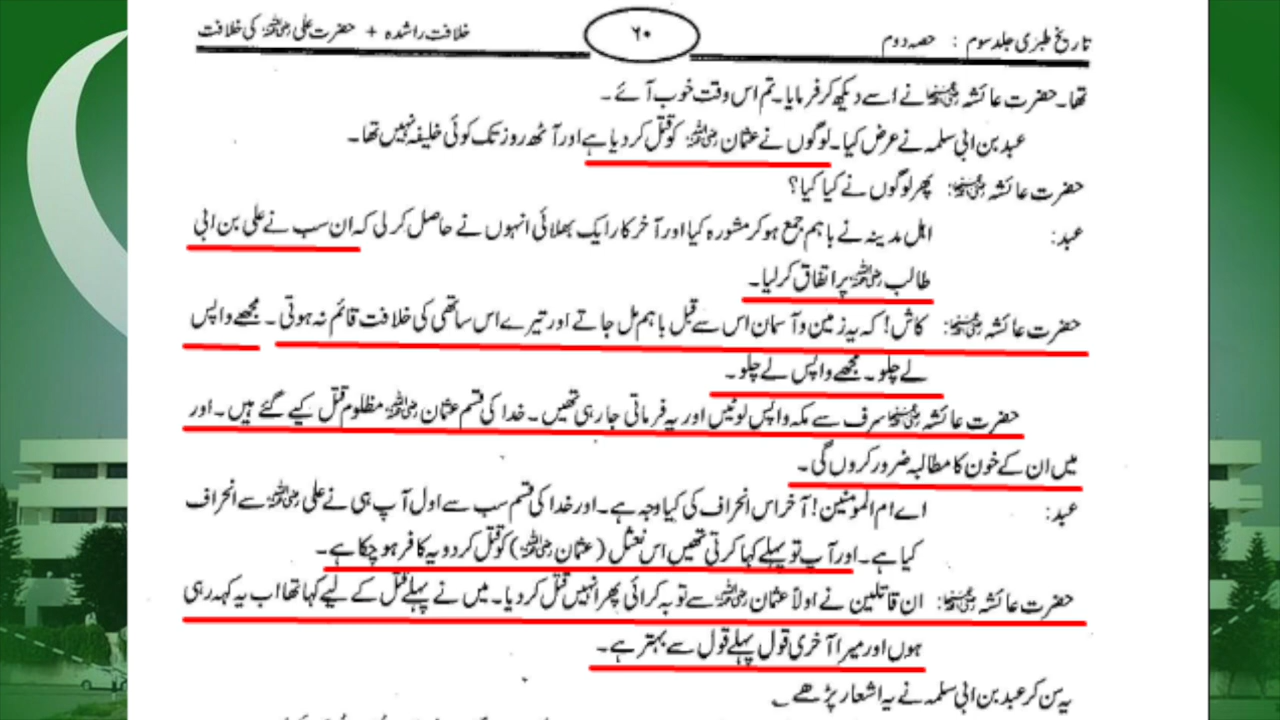 تاریخ طبری جلد سوم : حصہ دوم ۶۰ خلافت راشدہ + حضرت علی رضی اللہ عنہ کی خلافت
تھا۔ حضرت عائشہ رضی اللہ عنہا نے اسے دیکھ کر فرمایا۔ تم اس وقت خوب آئے۔
عبد بن ابی سلمہ نے عرض کیا۔ لوگوں نے عثمان رضی اللہ عنہ کو قتل کر دیا ہے اور آٹھ روز تک کوئی خلیفہ نہیں تھا۔
حضرت عائشہ رضی اللہ عنہا: پھر لوگوں نے کیا کیا؟
عبد: اہل مدینہ نے باہم جمع ہو کر مشورہ کیا اور آخر کار ایک بھلائی انہوں نے حاصل کر لی کہ ان سب نے علی بن ابی
طالب رضی اللہ عنہ پر اتفاق کر لیا۔
حضرت عائشہ رضی اللہ عنہا: کاش! کہ یہ زمین و آسمان اس سے قبل باہم مل جاتے اور تیرے اس ساتھی کی خلافت قائم نہ ہوتی۔ مجھے واپس
لے چلو۔ مجھے واپس لے چلو۔
حضرت عائشہ رضی اللہ عنہا سرف سے مکہ واپس لوٹیں اور یہ فرماتی جا رہی تھیں۔ خدا کی قسم عثمان رضی اللہ عنہ مظلوم قتل کیے گئے ہیں۔ اور
میں ان کے خون کا مطالبہ ضرور کروں گی۔
عبد: اے ام المومنین! آخر اس انحراف کی کیا وجہ ہے۔ اور خدا کی قسم سب سے اول آپ ہی نے علی رضی اللہ عنہ سے انحراف
کیا ہے۔ اور آپ تو پہلے کہا کرتی تھیں اس نعثل (عثمان رضی اللہ عنہ) کو قتل کر دو یہ کافر ہو چکا ہے۔
حضرت عائشہ رضی اللہ عنہا: ان قاتلین نے اولاً عثمان رضی اللہ عنہ سے توبہ کرائی پھر انہیں قتل کر دیا۔ میں نے پہلے قتل کے لیے کہا تھا اب یہ کہہ رہی
ہوں اور میرا آخری قول پہلے قول سے بہتر ہے۔
یہ سن کر عبد بن ابی سلمہ نے یہ اشعار پڑھے۔